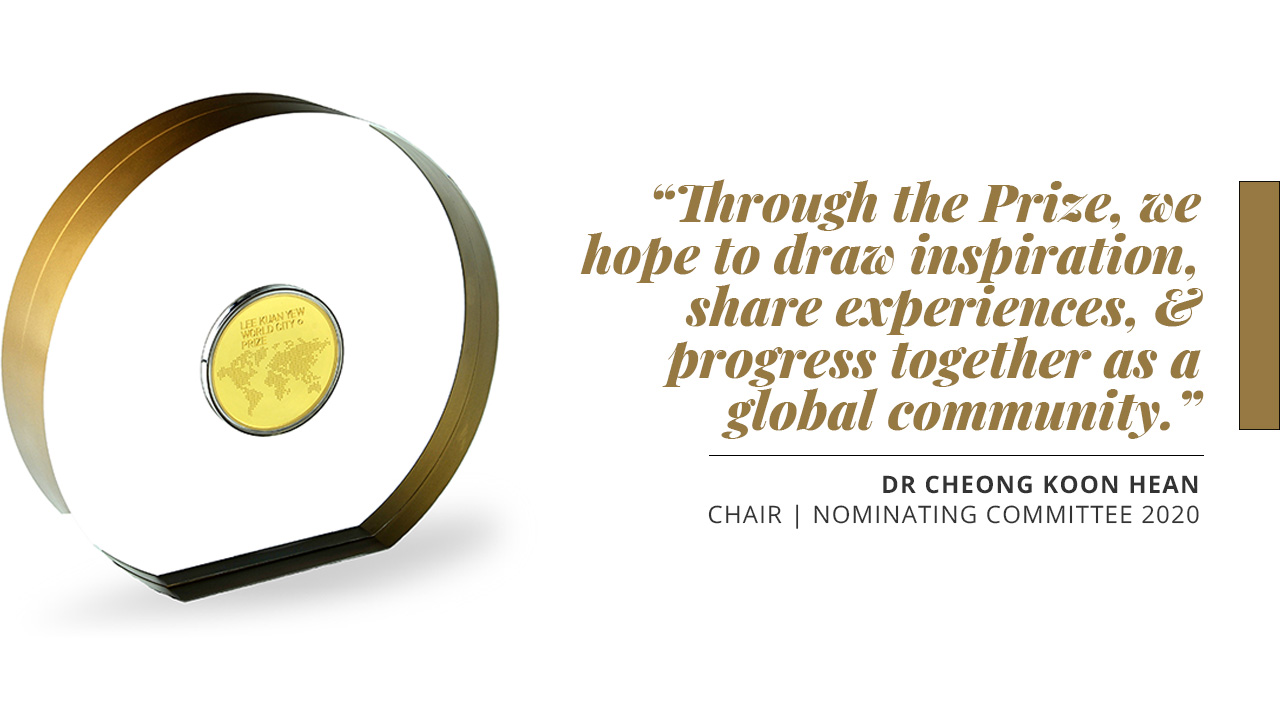 LEE KUAN YEW
WORLD CITY
PRIZE
“Through the Prize, we
hope to draw inspiration,
share experiences, &
progress together as a
global community.”
DR CHEONG KOON HEAN
CHAIR | NOMINATING COMMITTEE 2020